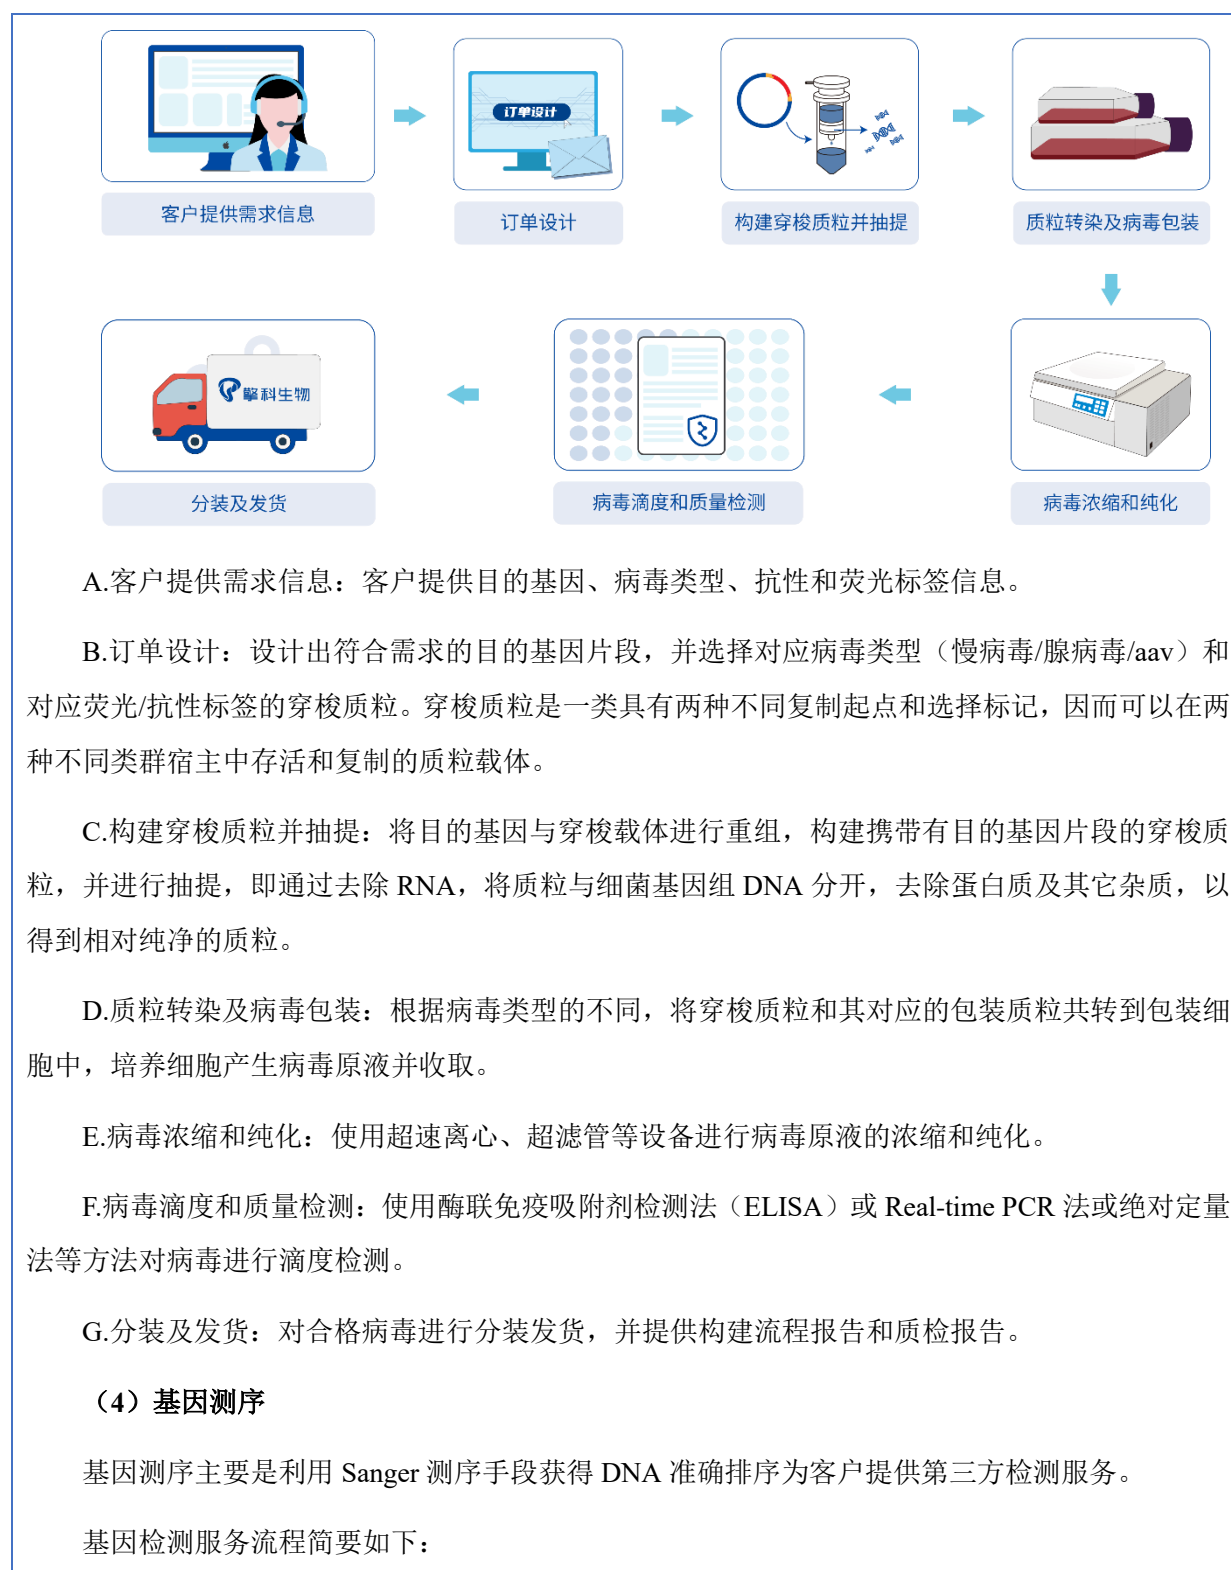 订单设计
客户提供需求信息
订单设计
构建穿梭质粒并抽提
质粒转染及病毒包装
擎科生物
分装及发货
病毒滴度和质量检测
病毒浓缩和纯化
A.客户提供需求信息：客户提供目的基因、病毒类型、抗性和荧光标签信息。
B.订单设计：设计出符合需求的目的基因片段，并选择对应病毒类型（慢病毒/腺病毒/aav）和
对应荧光/抗性标签的穿梭质粒。穿梭质粒是一类具有两种不同复制起点和选择标记，因而可以在两
种不同类群宿主中存活和复制的质粒载体。
C.构建穿梭质粒并抽提：将目的基因与穿梭载体进行重组，构建携带有目的基因片段的穿梭质
粒，并进行抽提，即通过去除 RNA，将质粒与细菌基因组 DNA 分开，去除蛋白质及其它杂质，以
得到相对纯净的质粒。
D.质粒转染及病毒包装：根据病毒类型的不同，将穿梭质粒和其对应的包装质粒共转到包装细
胞中，培养细胞产生病毒原液并收取。
E.病毒浓缩和纯化：使用超速离心、超滤管等设备进行病毒原液的浓缩和纯化。
F.病毒滴度和质量检测：使用酶联免疫吸附剂检测法（ELISA）或 Real-time PCR 法或绝对定量
法等方法对病毒进行滴度检测。
G.分装及发货：对合格病毒进行分装发货，并提供构建流程报告和质检报告。
（4）基因测序
基因测序主要是利用 Sanger 测序手段获得 DNA 准确排序为客户提供第三方检测服务。
基因检测服务流程简要如下：